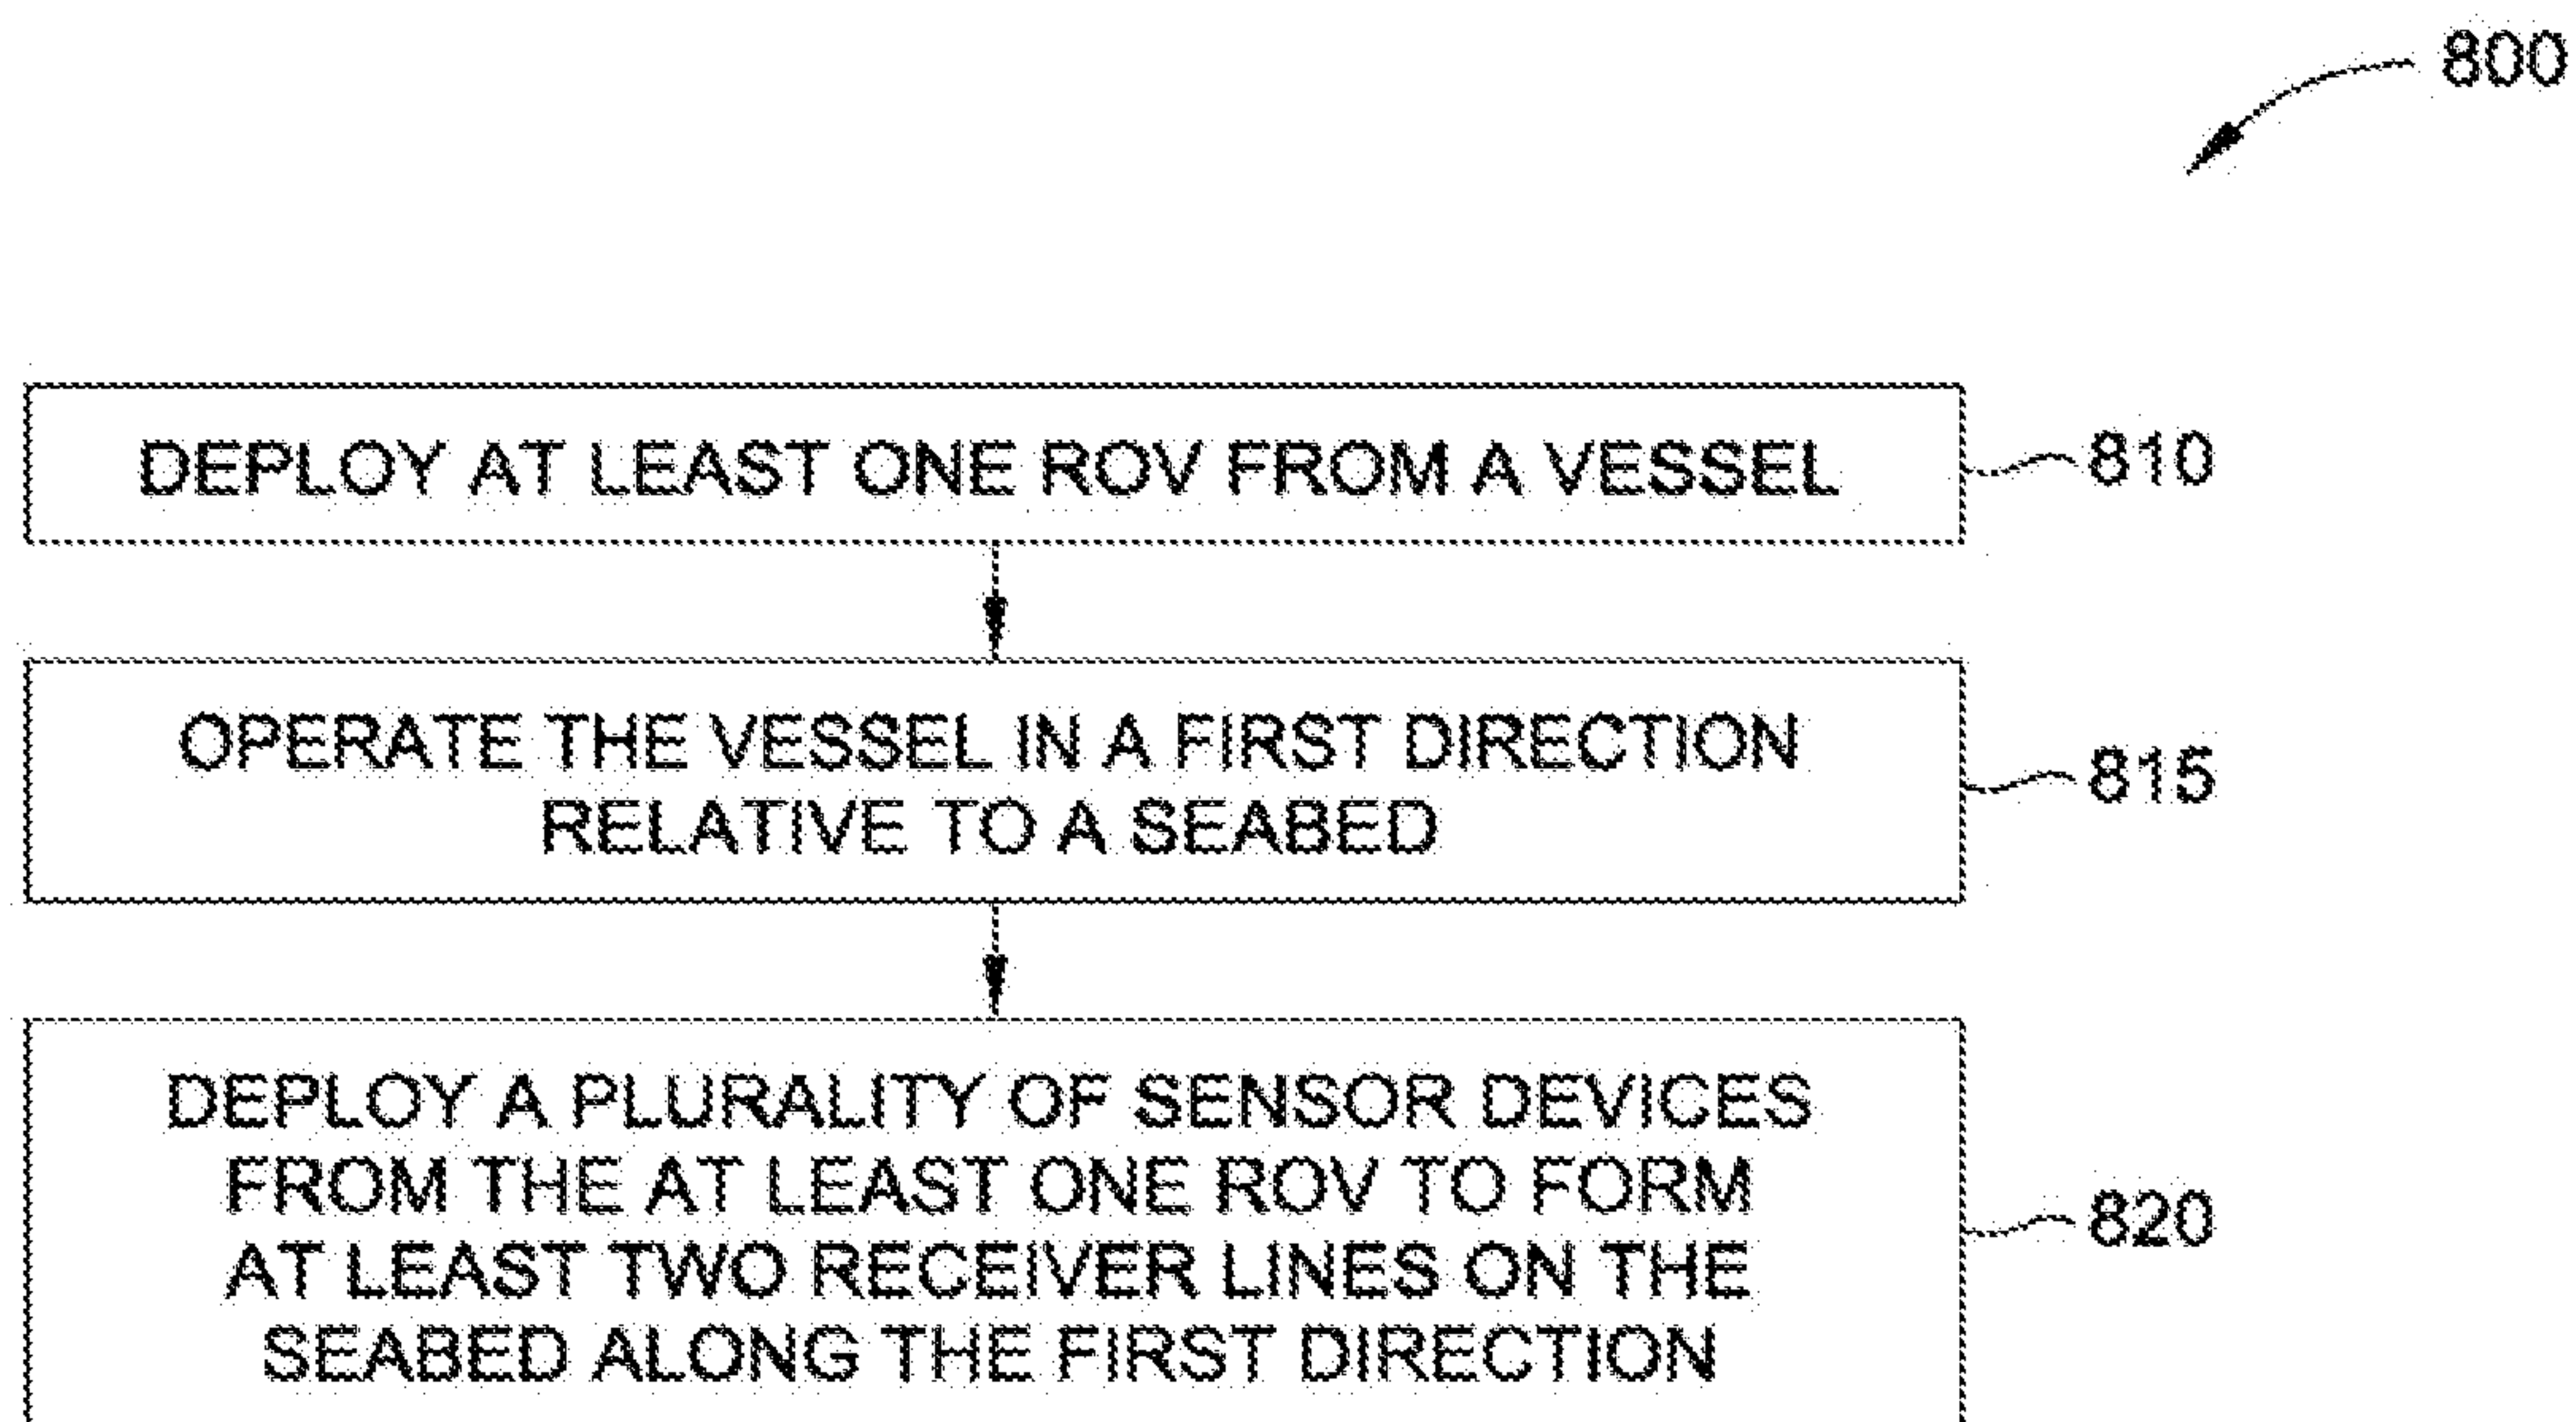 800
DEPLOY AT LEAST ONE ROV FROM A VESSEL
810
OPERATE THE VESSEL IN A FIRST DIRECTION
RELATIVE TO A SEABED
815
DEPLOY A PLURALITY OF SENSOR DEVICES
FROM THE AT LEAST ONE ROV TO FORM
AT LEAST TWO RECEIVER LINES ON THE
SEABED ALONG THE FIRST DIRECTION
820